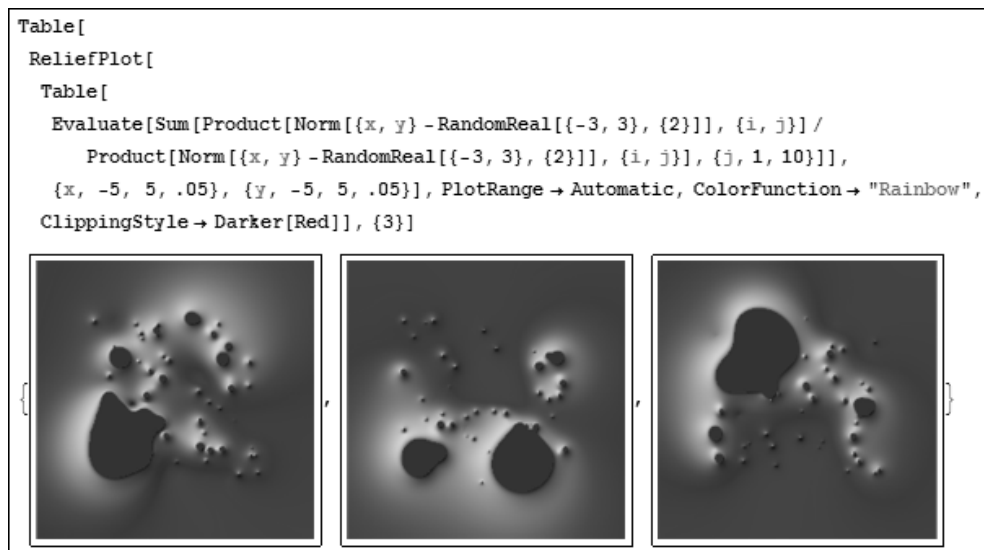 Table[
ReliefPlot[
Table[
Evaluate[Sum[Product[Norm[{x, y} - RandomReal[{-3, 3}, {2}]], {i, j}] /
Product[Norm[{x, y} - RandomReal[{-3, 3}, {2}]], {i, j}], {j, 1, 10}]],
{x, -5, 5, .05}, {y, -5, 5, .05}], PlotRange → Automatic, ColorFunction → "Rainbow",
ClippingStyle → Darker[Red]], {3}]
{ , , }